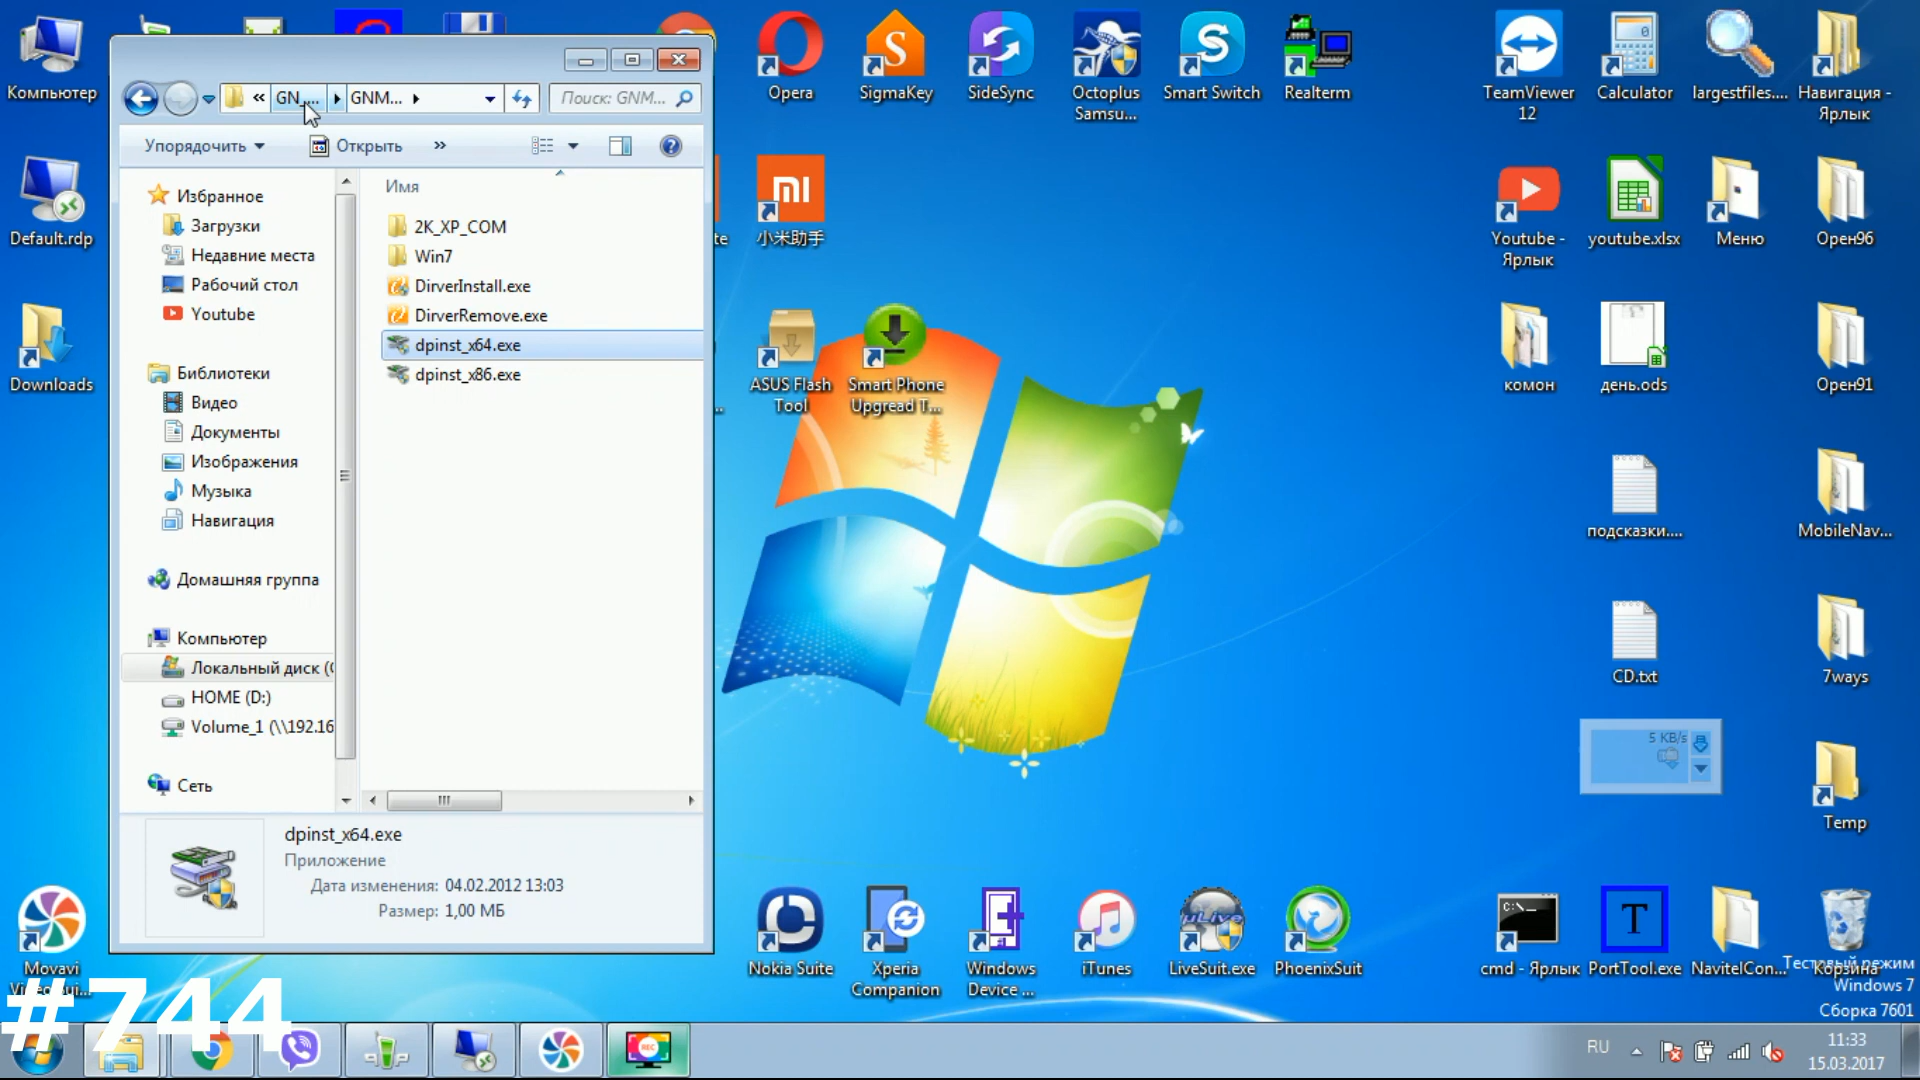 Компьютер
Default.rdp
Downloads
Movavi
#744
GN_...
GNM...
Поиск: GNM...
Упорядочить
Открыть
»
Избранное
Загрузки
Недавние места
Рабочий стол
Youtube
Библиотеки
Видео
Документы
Изображения
Музыка
Навигация
Домашняя группа
Компьютер
Локальный диск (
HOME (D:)
Volume_1 (\\192.16
Сеть
Имя
2K_XP_COM
Win7
DirverInstall.exe
DirverRemove.exe
dpinst_x64.exe
dpinst_x86.exe
dpinst_x64.exe
Приложение
Дата изменения: 04.02.2012 13:03
Размер: 1,00 МБ
Opera
SigmaKey
SideSync
Octoplus
Samsu...
Smart Switch
Realterm
TeamViewer
12
Calculator
largestfiles....
Навигация -
Ярлык
te
小米助手
Youtube -
Ярлык
youtube.xlsx
Меню
Орен96
ASUS Flash
Tool
Smart Phone
Upgread T...
комон
день.ods
Орен91
подсказки....
MobileNav...
CD.txt
7ways
5 KB/s
Temp
Nokia Suite
Xperia
Companion
Windows
Device ...
iTunes
LiveSuit.exe
PhoenixSuit
cmd - Ярлык
PortTool.exe
NavitelCon...
Корзина
Тестовый режим
Windows 7
Сборка 7601
RU
11:33
15.03.2017